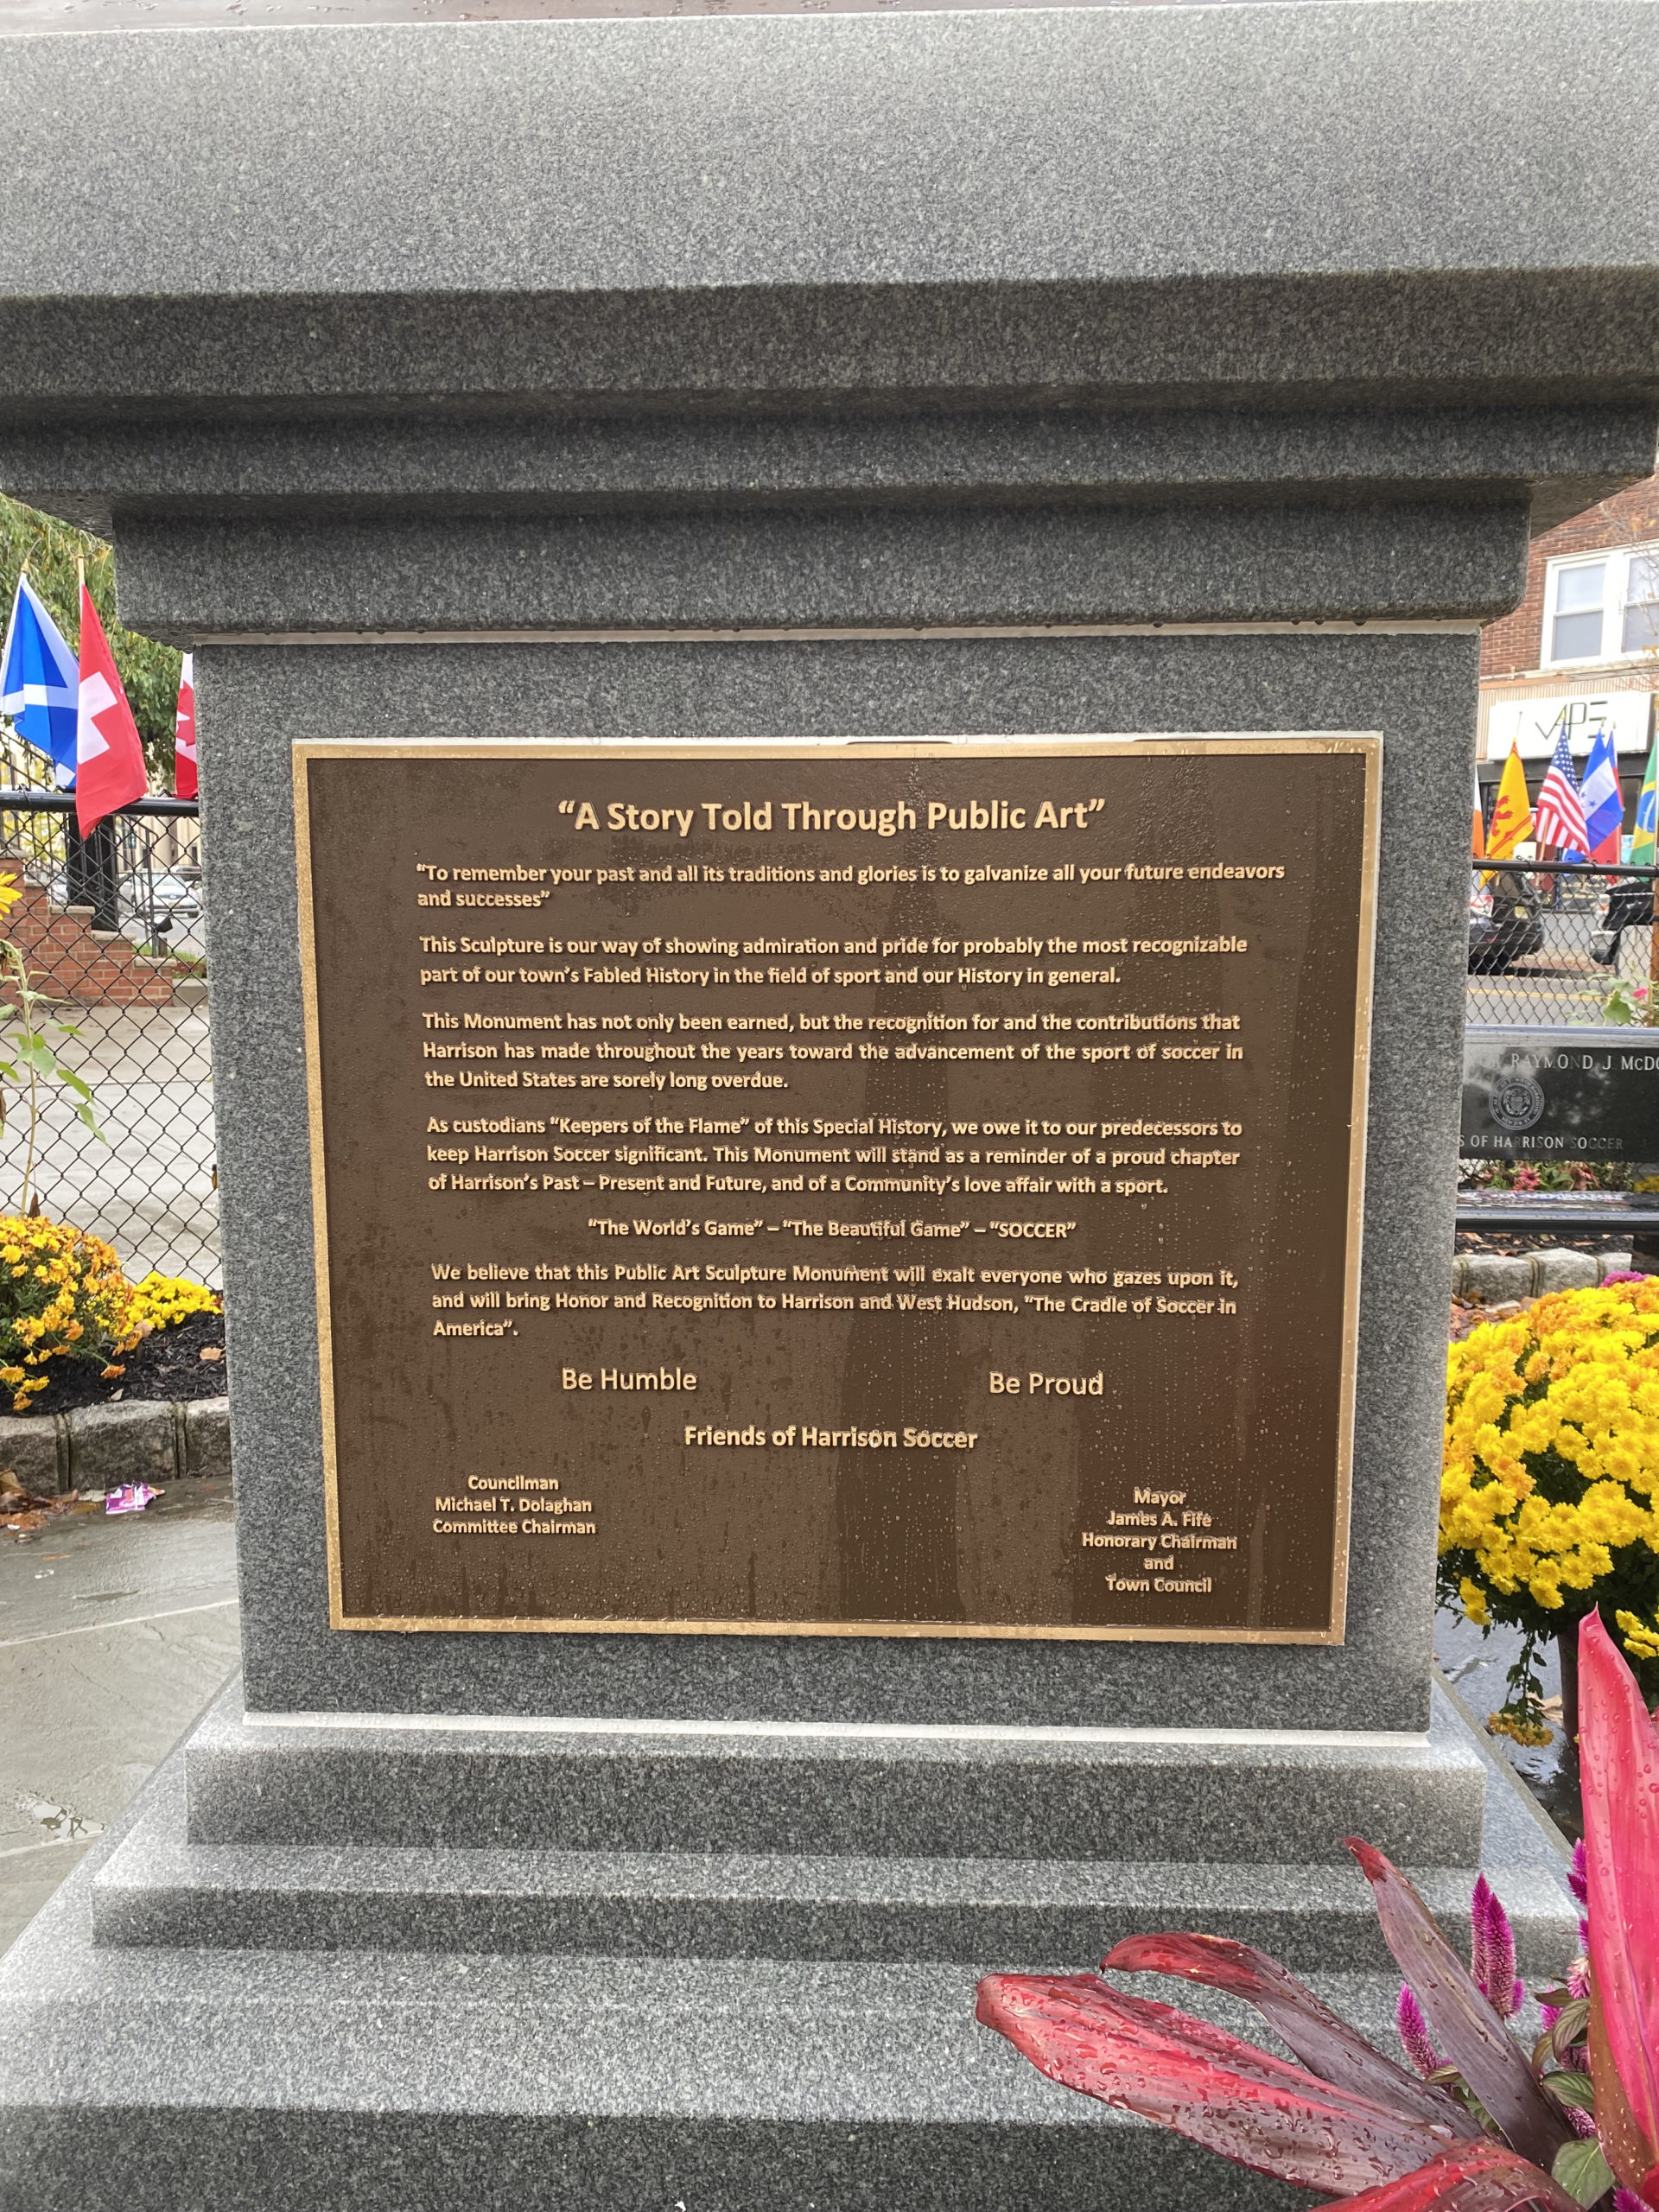 “A Story Told Through Public Art”
“To remember your past and all its traditions and glories is to galvanize all your future endeavors
and successes”
This Sculpture is our way of showing admiration and pride for probably the most recognizable
part of our town’s Fabled History in the field of sport and our History in general.
This Monument has not only been earned, but the recognition for and the contributions that
Harrison has made throughout the years toward the advancement of the sport of soccer in
the United States are sorely long overdue.
As custodians “Keepers of the Flame” of this Special History, we owe it to our predecessors to
keep Harrison Soccer significant. This Monument will stand as a reminder of a proud chapter
of Harrison’s Past – Present and Future, and of a Community’s love affair with a sport.
“The World’s Game” – “The Beautiful Game” – “SOCCER”
We believe that this Public Art Sculpture Monument will exalt everyone who gazes upon it,
and will bring Honor and Recognition to Harrison and West Hudson, “The Cradle of Soccer in
America”.
Be Humble Be Proud
Friends of Harrison Soccer
Councilman
Michael T. Dolaghan
Committee Chairman
Mayor
James A. Fife
Honorary Chairman
and
Town Council
VAPE
RAYMOND J. McDO
S OF HARRISON SOCCER